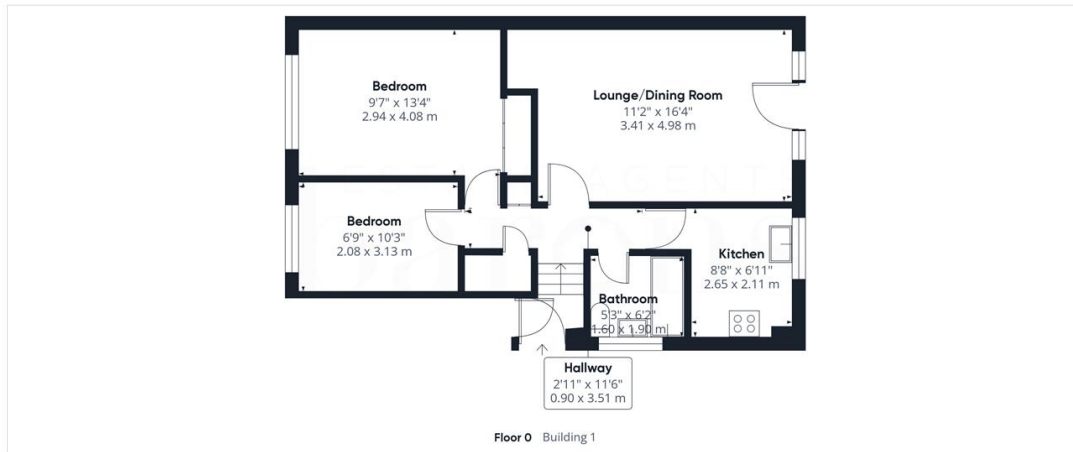 Bedroom
9'7" x 13'4"
2.94 x 4.08 m
Lounge/Dining Room
11'2" x 16'4"
3.41 x 4.98 m
Bedroom
6'9" x 10'3"
2.08 x 3.13 m
Kitchen
8'8" x 6'11"
2.65 x 2.11 m
Bathroom
5'3" x 6'2"
1.60 x 1.90 m
Hallway
2'11" x 11'6"
0.90 x 3.51 m
Floor 0 Building 1